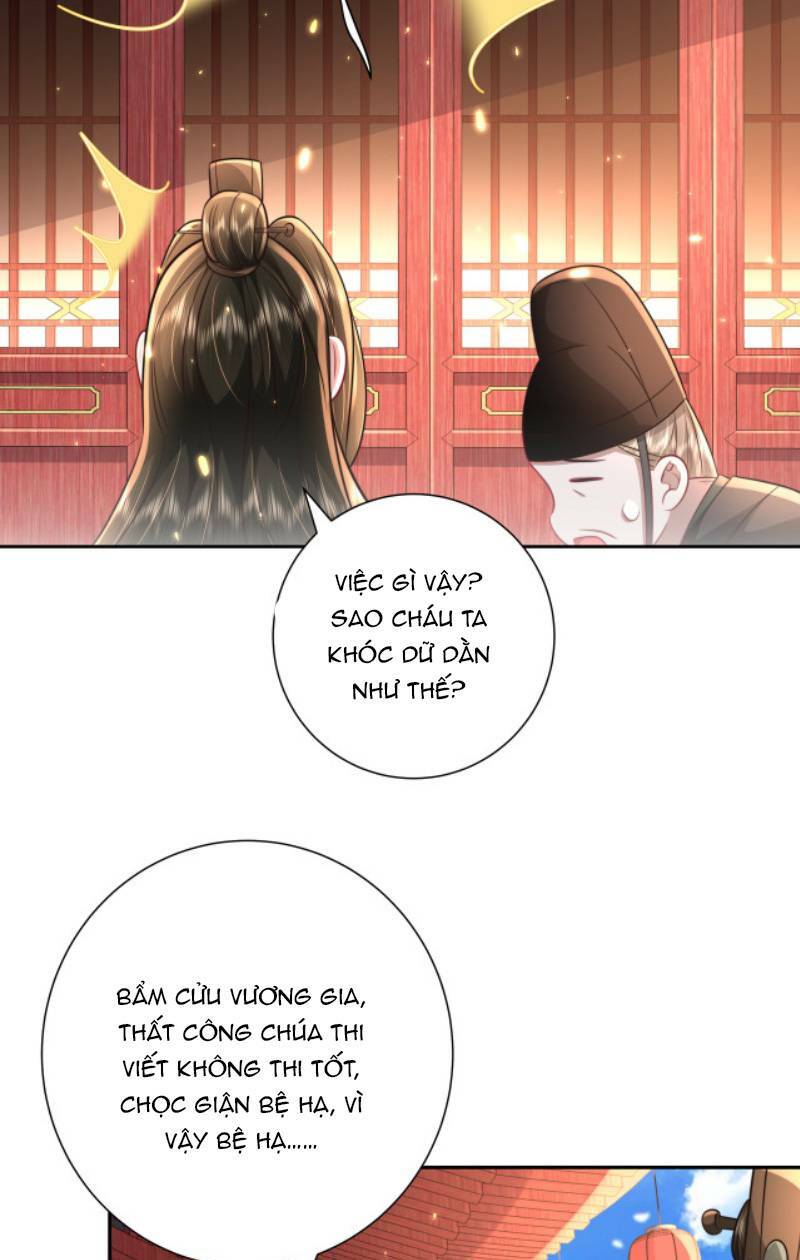 VIỆC GÌ VẬY?
SAO CHÁU TA
KHÓC DỮ DẰN
NHƯ THẾ?
BẨM CỬU VƯƠNG GIA,
THẤT CÔNG CHÚA THI
VIẾT KHÔNG THI TỐT,
CHỌC GIẬN BỆ HẠ, VÌ
VẬY BỆ HẠ......